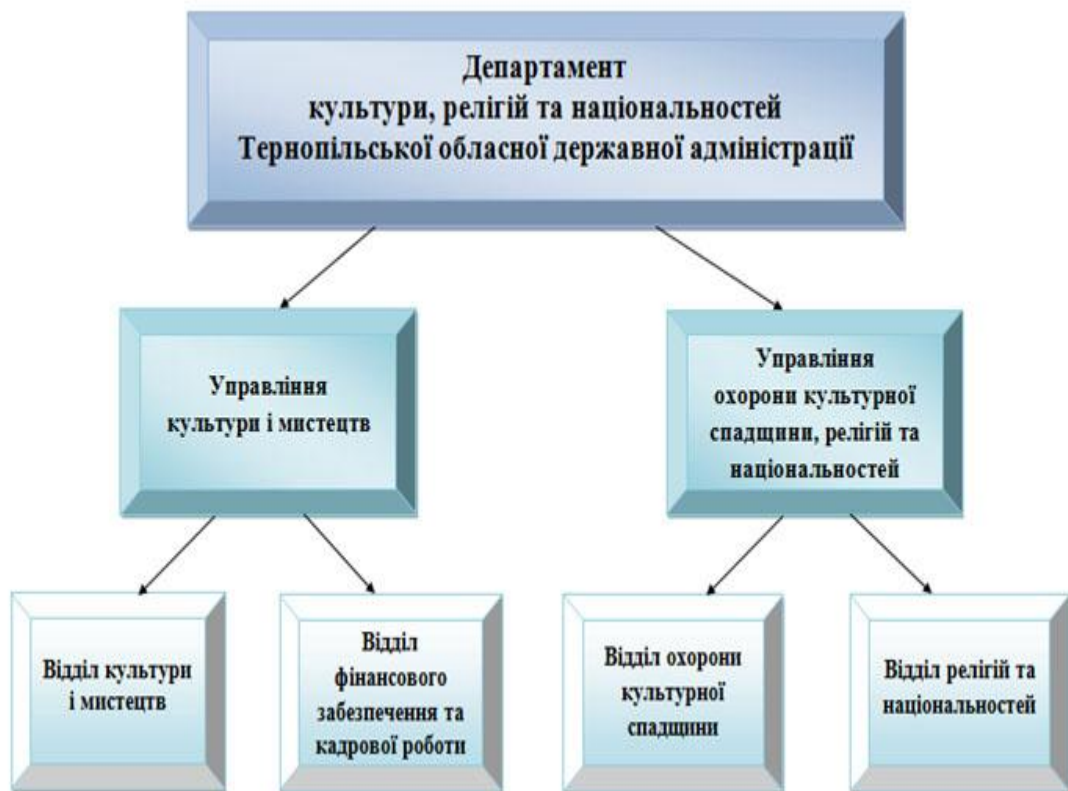 Департамент
культури, релігій та національностей
Тернопільської обласної державної адміністрації
Управління
культури і мистецтв
Управління
охорони культурної
спадщини, релігій та
національностей
Відділ культури
і мистецтв
Відділ
фінансового
забезпечення та
кадрової роботи
Відділ охорони
культурної
спадщини
Відділ релігій та
національностей